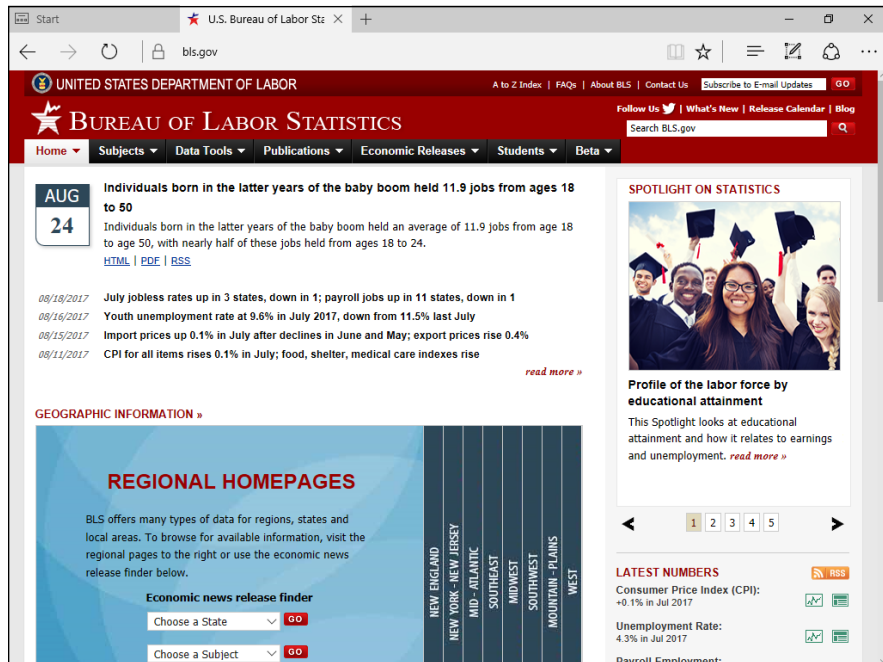 Start
U.S. Bureau of Labor Sta
bls.gov
UNITED STATES DEPARTMENT OF LABOR
A to Z Index | FAQs | About BLS | Contact Us
Subscribe to E-mail Updates
GO
Follow Us | What's New | Release Calendar | Blog
BUREAU OF LABOR STATISTICS
Search BLS.gov
Home
Subjects
Data Tools
Publications
Economic Releases
Students
Beta
AUG
24
Individuals born in the latter years of the baby boom held 11.9 jobs from ages 18
to 50
Individuals born in the latter years of the baby boom held an average of 11.9 jobs from age 18
to age 50, with nearly half of these jobs held from ages 18 to 24.
HTML | PDF | RSS
08/18/2017 July jobless rates up in 3 states, down in 1; payroll jobs up in 11 states, down in 1
08/16/2017 Youth unemployment rate at 9.6% in July 2017, down from 11.5% last July
08/15/2017 Import prices up 0.1% in July after declines in June and May; export prices rise 0.4%
08/11/2017 CPI for all items rises 0.1% in July; food, shelter, medical care indexes rise
read more »
GEOGRAPHIC INFORMATION »
REGIONAL HOMEPAGES
BLS offers many types of data for regions, states and
local areas. To browse for available information, visit the
regional pages to the right or use the economic news
release finder below.
Economic news release finder
Choose a State
GO
Choose a Subject
GO
NEW ENGLAND
NEW YORK - NEW JERSEY
MID - ATLANTIC
SOUTHEAST
MIDWEST
SOUTHWEST
MOUNTAIN - PLAINS
WEST
SPOTLIGHT ON STATISTICS
Profile of the labor force by
educational attainment
This Spotlight looks at educational
attainment and how it relates to earnings
and unemployment. read more »
1 2 3 4 5
LATEST NUMBERS
RSS
Consumer Price Index (CPI):
+0.1% in Jul 2017
Unemployment Rate:
4.3% in Jul 2017
Payroll Employment: